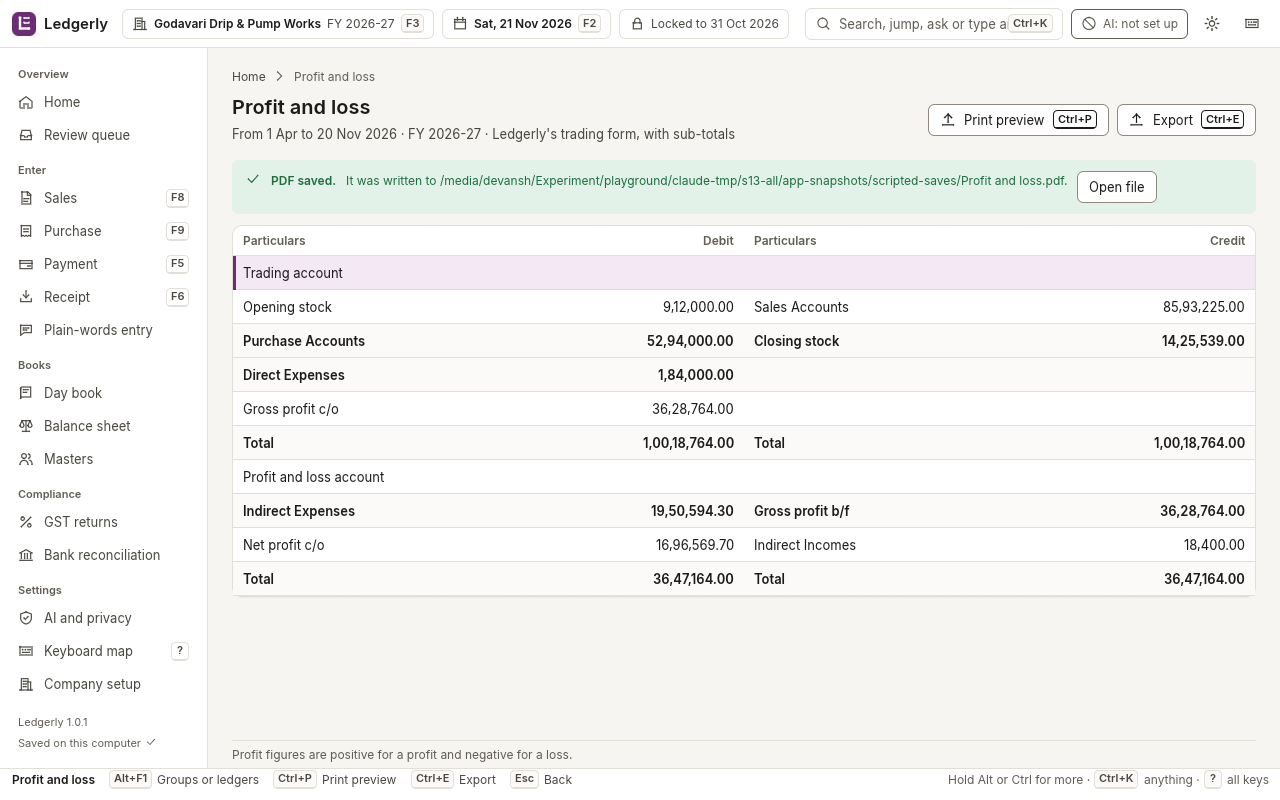 Ledgerly
Godavari Drip & Pump Works FY 2026-27 F3
Sat, 21 Nov 2026 F2
Locked to 31 Oct 2026
Search, jump, ask or type a Ctrl+K
AI: not set up
Overview
Home
Review queue
Enter
Sales F8
Purchase F9
Payment F5
Receipt F6
Plain-words entry
Books
Day book
Balance sheet
Masters
Compliance
GST returns
Bank reconciliation
Settings
AI and privacy
Keyboard map ?
Company setup
Ledgerly 1.0.1
Saved on this computer
Home Profit and loss
Profit and loss
From 1 Apr to 20 Nov 2026 · FY 2026-27 · Ledgerly's trading form, with sub-totals
Print preview Ctrl+P
Export Ctrl+E
PDF saved. It was written to /media/devansh/Experiment/playground/claude-tmp/s13-all/app-snapshots/scripted-saves/Profit and loss.pdf. Open file
Particulars Debit Particulars Credit
Trading account
Opening stock 9,12,000.00 Sales Accounts 85,93,225.00
Purchase Accounts 52,94,000.00 Closing stock 14,25,539.00
Direct Expenses 1,84,000.00
Gross profit c/o 36,28,764.00
Total 1,00,18,764.00 Total 1,00,18,764.00
Profit and loss account
Indirect Expenses 19,50,594.30 Gross profit b/f 36,28,764.00
Net profit c/o 16,96,569.70 Indirect Incomes 18,400.00
Total 36,47,164.00 Total 36,47,164.00
Profit figures are positive for a profit and negative for a loss.
Profit and loss Alt+F1 Groups or ledgers Ctrl+P Print preview Ctrl+E Export Esc Back
Hold Alt or Ctrl for more · Ctrl+K anything · ? all keys